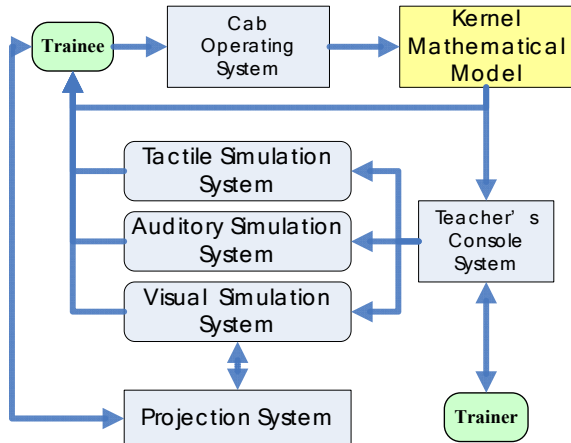 Trainee
Cab
Operating
System
Kernel
Mathematical
Model
Tactile Simulation
System
Auditory Simulation
System
Teacher’s
Console
System
Visual Simulation
System
Projection System
Trainer